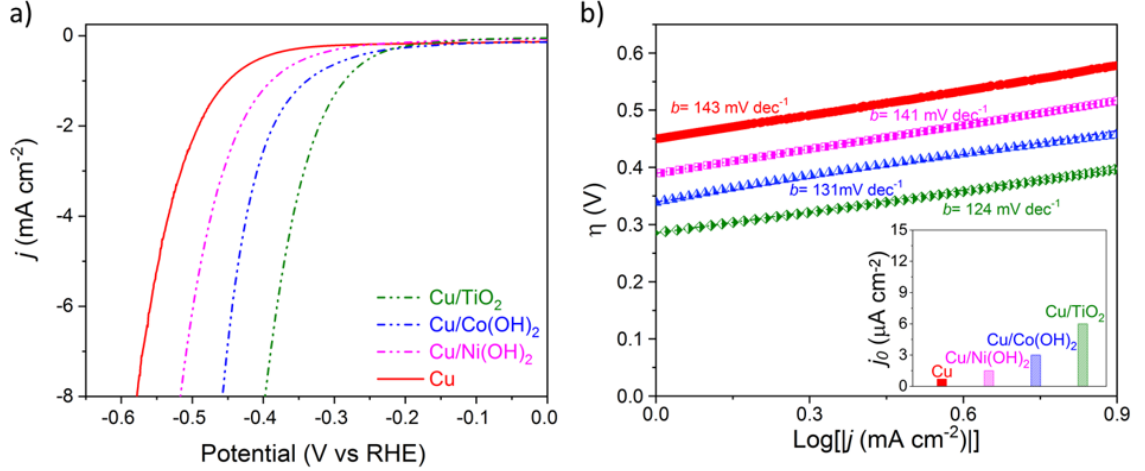 a)
0
-2
-4
-6
-8
j (mA cm⁻²)
Cu/TiO₂
Cu/Co(OH)₂
Cu/Ni(OH)₂
Cu
-0.6 -0.5 -0.4 -0.3 -0.2 -0.1 0.0
Potential (V vs RHE)
b)
0.6
0.5
0.4
0.3
0.2
0.1
0.0
η (V)
b= 143 mV dec⁻¹
b= 141 mV dec⁻¹
b= 131mV dec⁻¹
b= 124 mV dec⁻¹
15
12
9
6
3
0
j₀ (μA cm⁻²)
Cu/TiO₂
Cu/Co(OH)₂
Cu/Ni(OH)₂
Cu
0.0 0.3 0.6 0.9
Log[|j (mA cm⁻²)|]